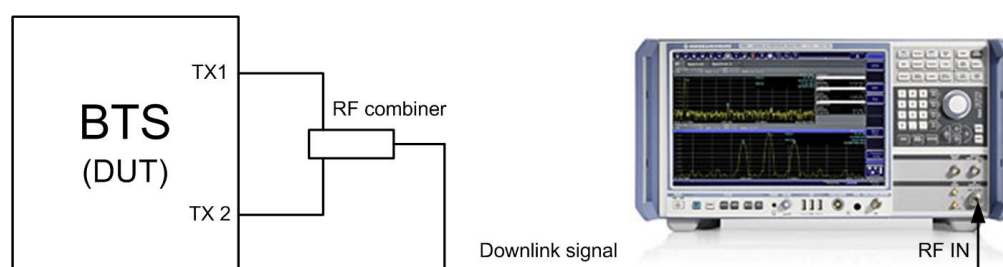 TX1
RF combiner
BTS
(DUT)
TX 2
Downlink signal
RF IN